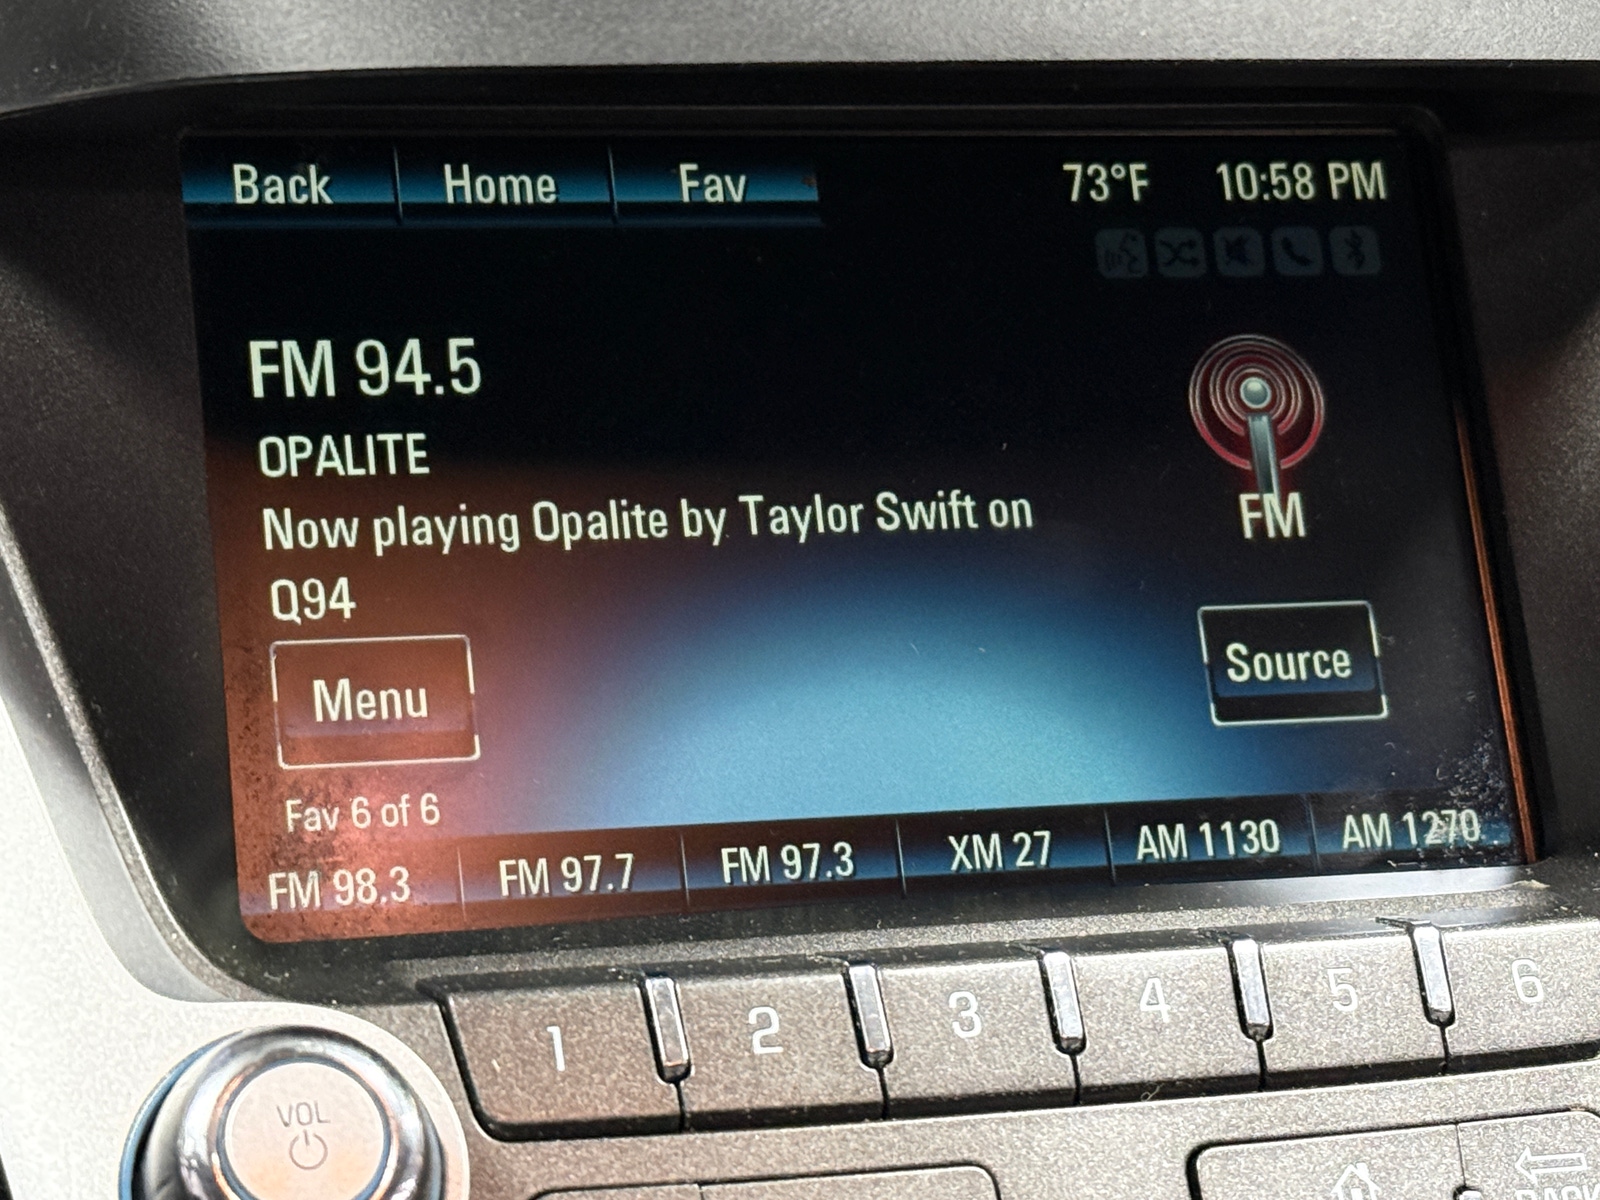 Back Home Fav 73°F 10:58 PM
FM 94.5
OPALITE
Now playing Opalite by Taylor Swift on
Q94
FM
Menu
Source
Fav 6 of 6
FM 98.3 FM 97.7 FM 97.3 XM 27 AM 1130 AM 1270
1 2 3 4 5 6
VOL
BACK